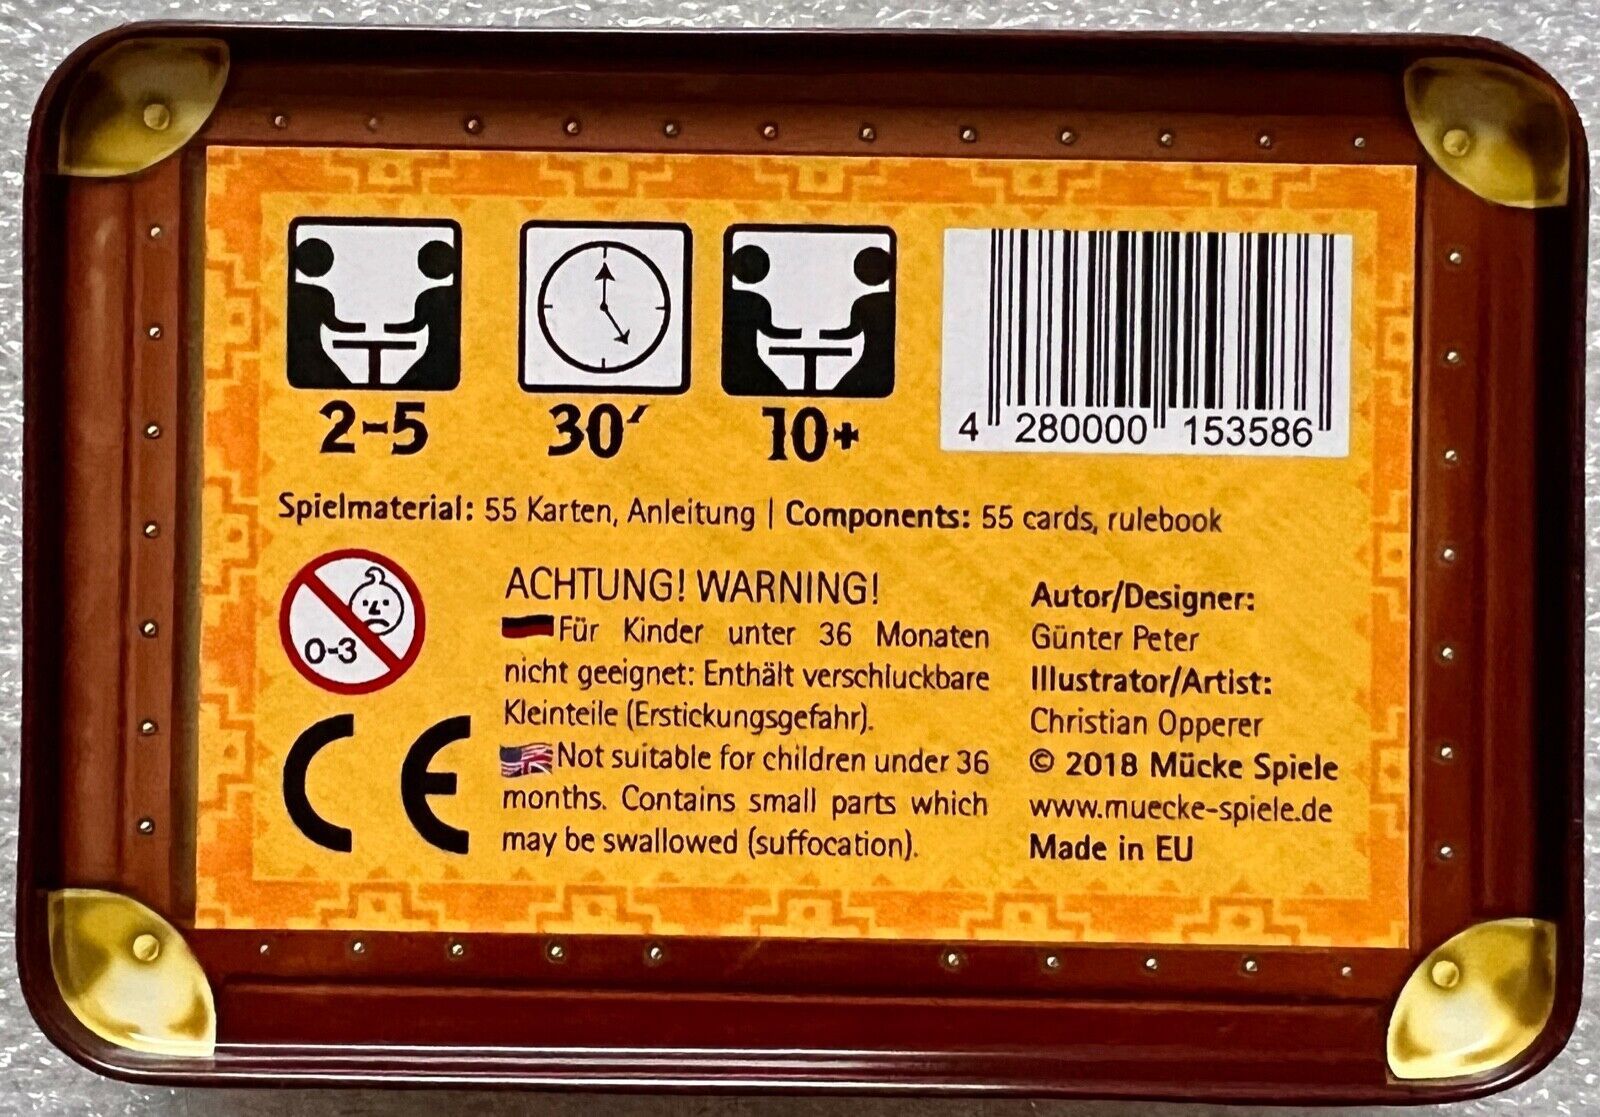 2-5
30′
10+
4 280000 153586
Spielmaterial: 55 Karten, Anleitung | Components: 55 cards, rulebook
0-3
CE
ACHTUNG! WARNING!
Für Kinder unter 36 Monaten
nicht geeignet: Enthält verschluckbare
Kleinteile (Erstickungsgefahr).
Not suitable for children under 36
months. Contains small parts which
may be swallowed (suffocation).
Autor/Designer:
Günter Peter
Illustrator/Artist:
Christian Opperer
© 2018 Mücke Spiele
www.muecke-spiele.de
Made in EU